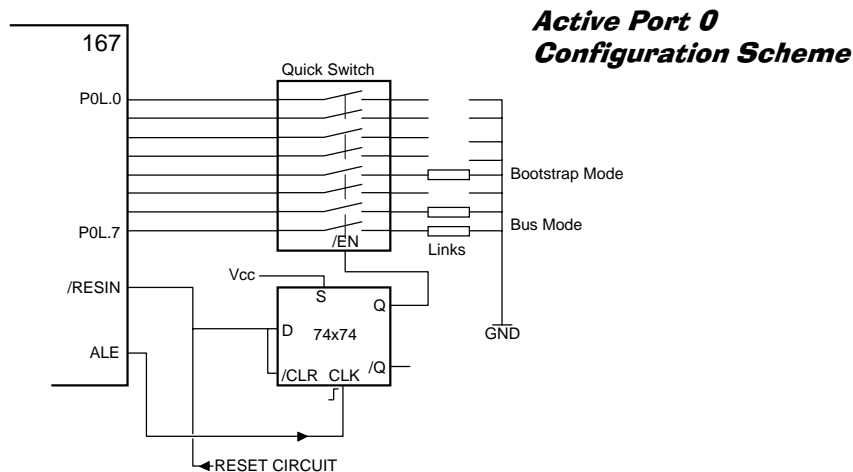 Active Port 0
Configuration Scheme
167
Quick Switch
P0L.0
Bootstrap Mode
P0L.7
Bus Mode
/EN
Links
Vcc
/RESIN
S
Q
D
74x74
GND
ALE
/CLR
CLK
/Q
RESET CIRCUIT